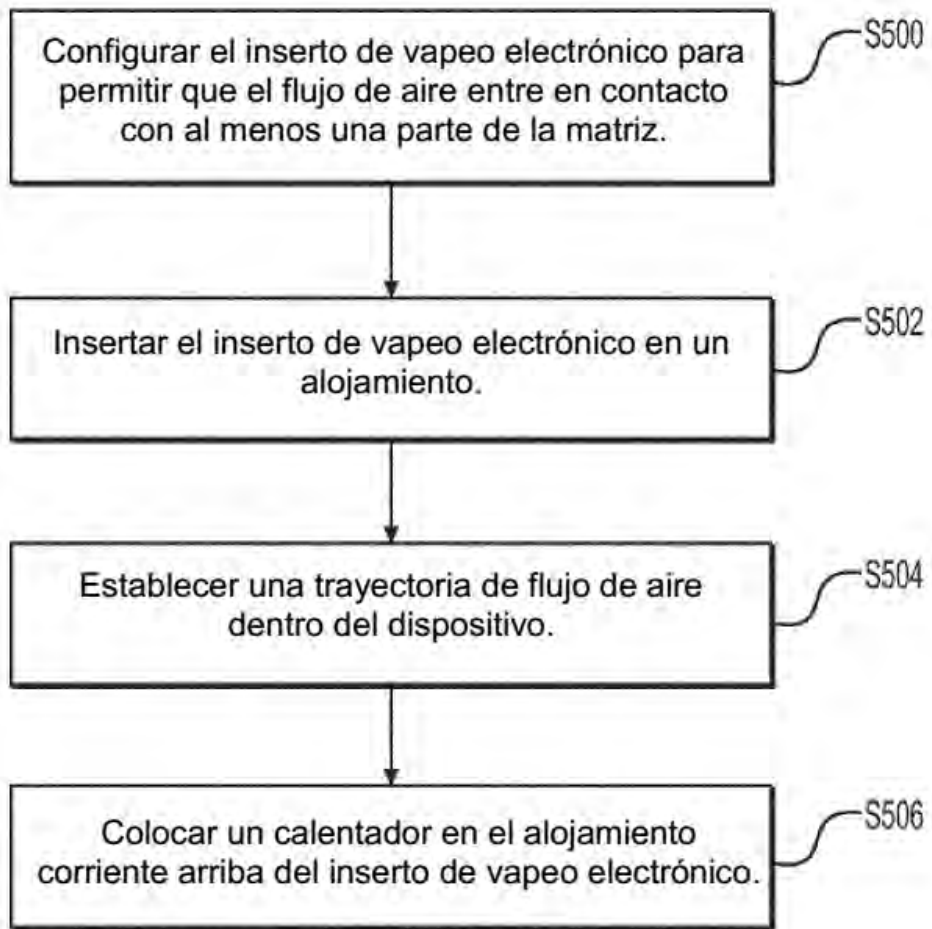 Configurar el inserto de vapeo electrónico para
permitir que el flujo de aire entre en contacto
con al menos una parte de la matriz.
S500
Insertar el inserto de vapeo electrónico en un
alojamiento.
S502
Establecer una trayectoria de flujo de aire
dentro del dispositivo.
S504
Colocar un calentador en el alojamiento
corriente arriba del inserto de vapeo electrónico.
S506